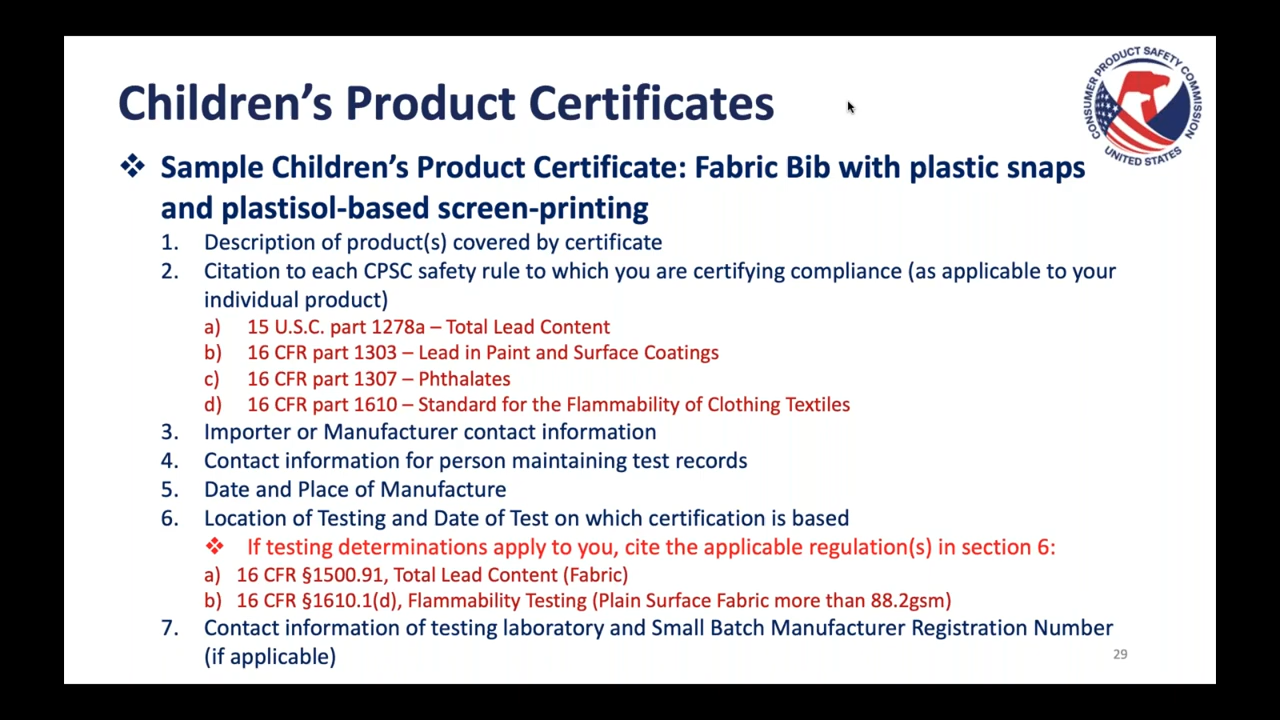 Children's Product Certificates
CONSUMER PRODUCT SAFETY COMMISSION
UNITED STATES
❖ Sample Children's Product Certificate: Fabric Bib with plastic snaps
and plastisol-based screen-printing
1. Description of product(s) covered by certificate
2. Citation to each CPSC safety rule to which you are certifying compliance (as applicable to your
individual product)
a) 15 U.S.C. part 1278a – Total Lead Content
b) 16 CFR part 1303 – Lead in Paint and Surface Coatings
c) 16 CFR part 1307 – Phthalates
d) 16 CFR part 1610 – Standard for the Flammability of Clothing Textiles
3. Importer or Manufacturer contact information
4. Contact information for person maintaining test records
5. Date and Place of Manufacture
6. Location of Testing and Date of Test on which certification is based
❖ If testing determinations apply to you, cite the applicable regulation(s) in section 6:
a) 16 CFR §1500.91, Total Lead Content (Fabric)
b) 16 CFR §1610.1(d), Flammability Testing (Plain Surface Fabric more than 88.2gsm)
7. Contact information of testing laboratory and Small Batch Manufacturer Registration Number
(if applicable)
29